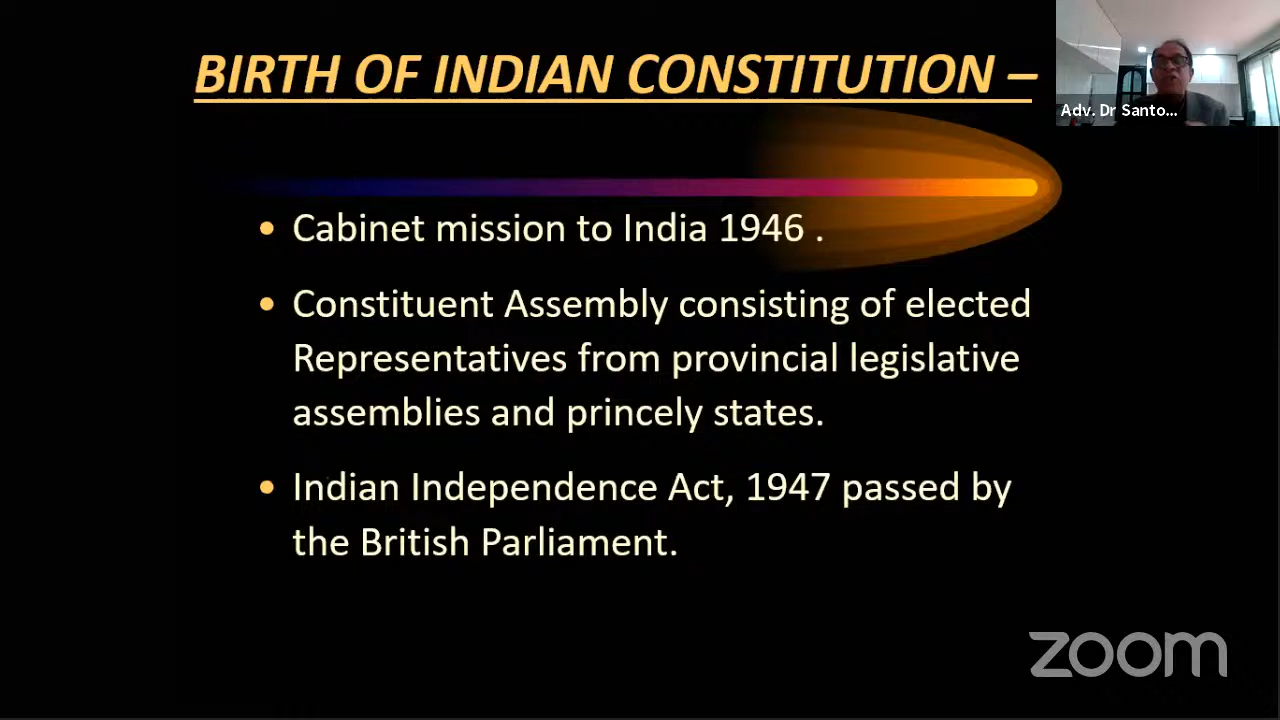 BIRTH OF INDIAN CONSTITUTION –
Adv. Dr Santo...
• Cabinet mission to India 1946 .
• Constituent Assembly consisting of elected
Representatives from provincial legislative
assemblies and princely states.
• Indian Independence Act, 1947 passed by
the British Parliament.
zoom